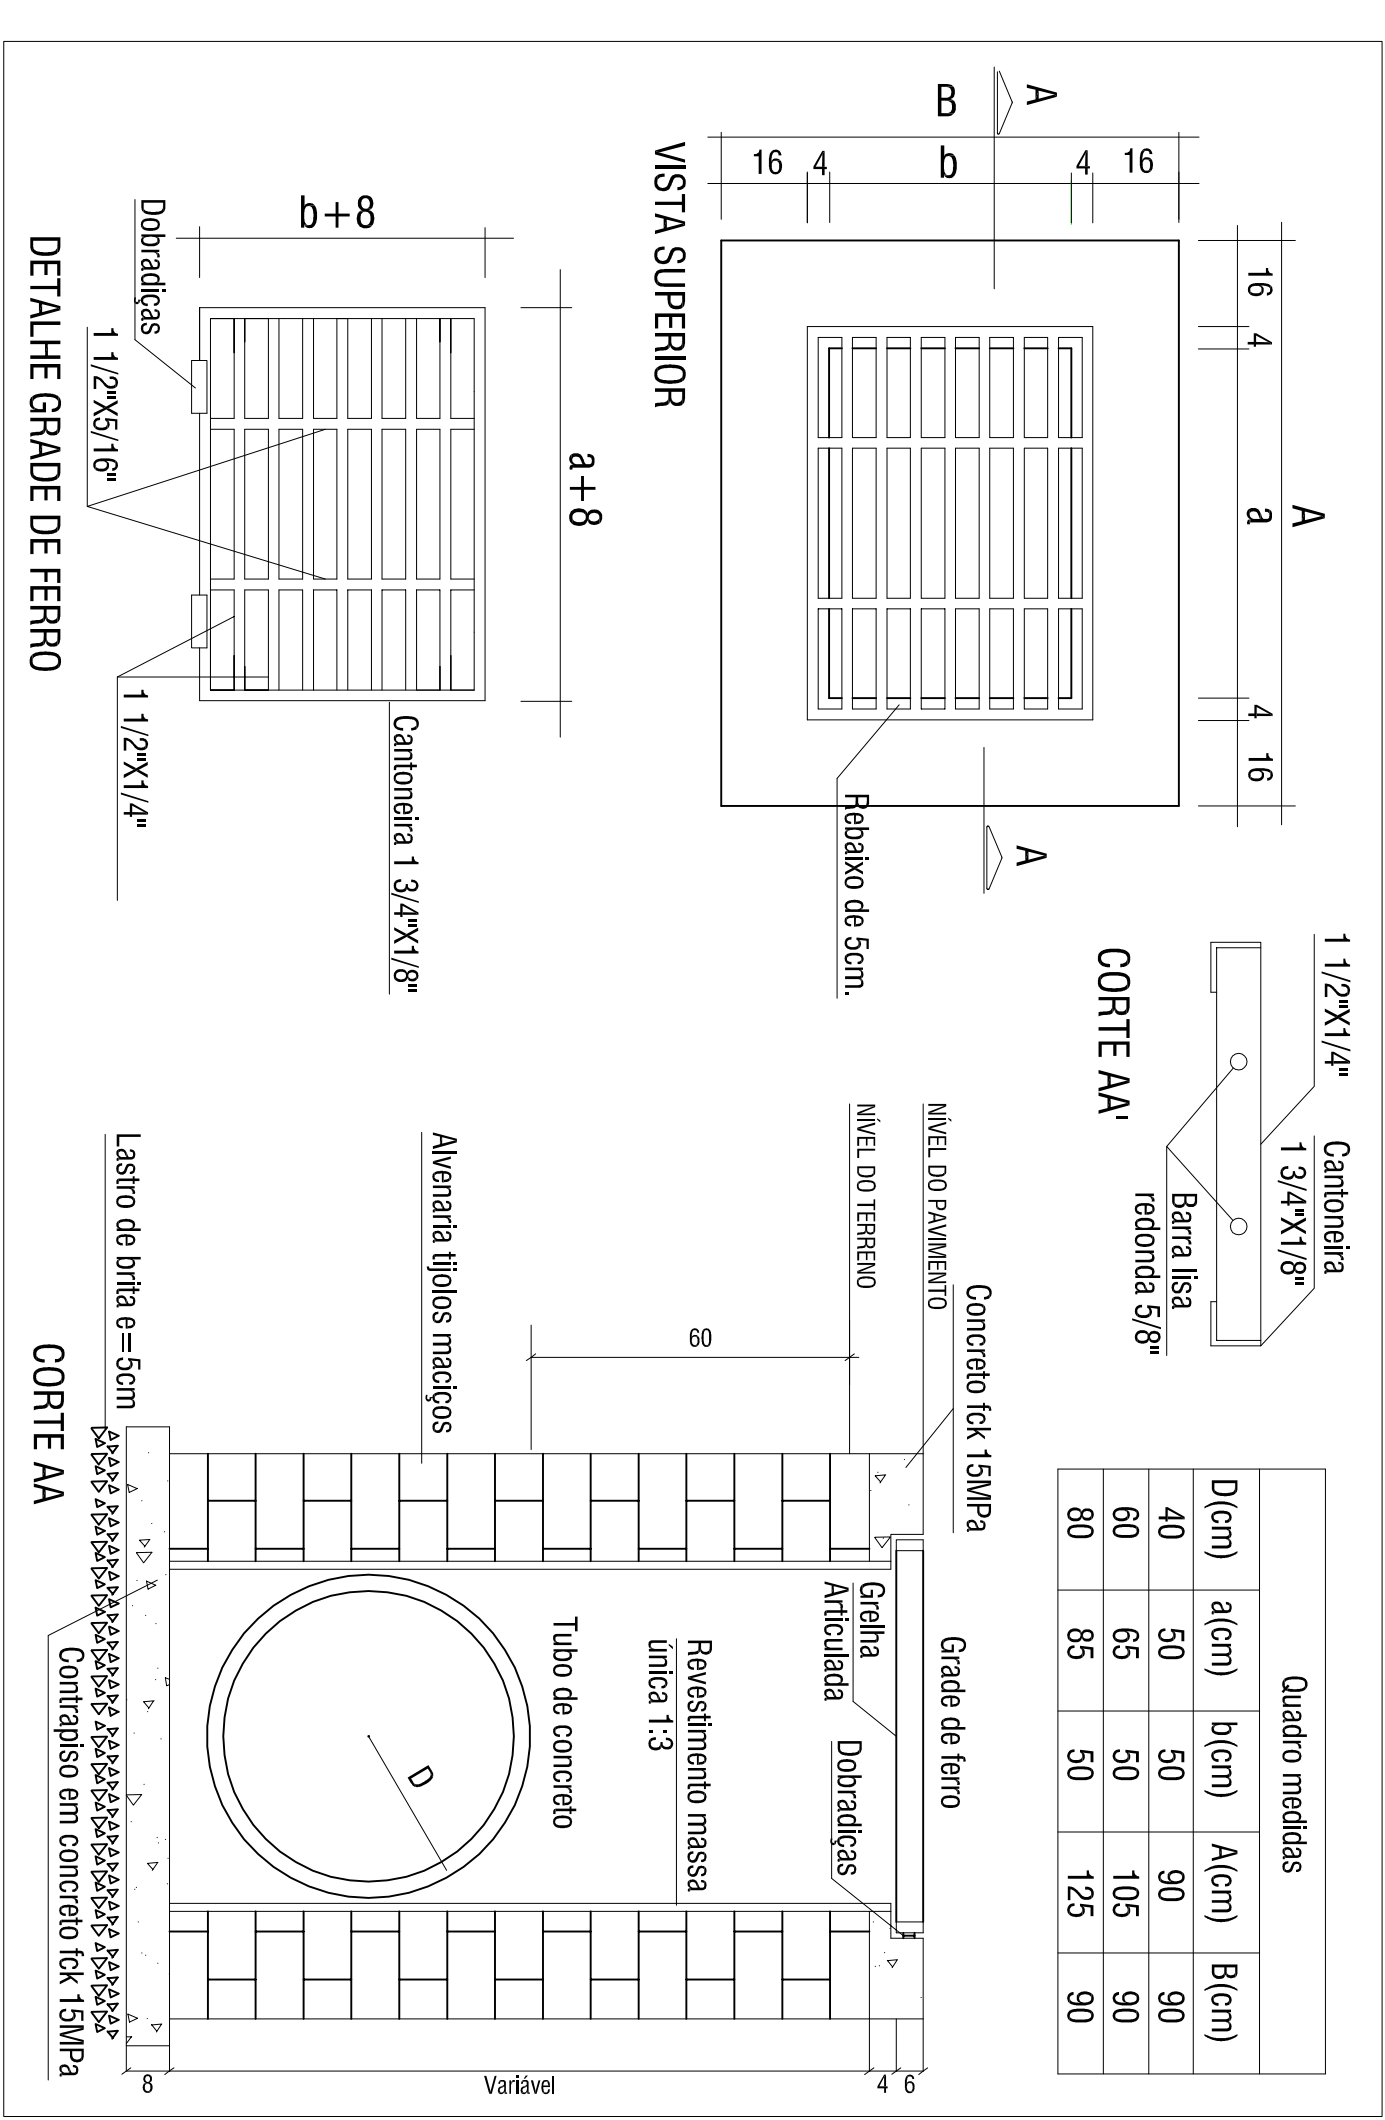 A
a
16
4
4
16
B
b
16
4
4
16
A
A
Rebaixo de 5cm.
VISTA SUPERIOR
1 1/2"X1/4"
Cantoneira
1 3/4"X1/8"
Barra lisa
redonda 5/8"
CORTE AA'
Quadro medidas
D(cm) a(cm) b(cm) A(cm) B(cm)
40 50 50 90 90
60 65 50 105 90
80 85 50 125 90
a+8
b+8
Dobradiças
1 1/2"X5/16"
1 1/2"X1/4"
Cantoneira 1 3/4"X1/8"
DETALHE GRADE DE FERRO
Concreto fck 15MPa
Grade de ferro
NÍVEL DO PAVIMENTO
NÍVEL DO TERRENO
Grelha
Articulada
Dobradiças
60
Revestimento massa
única 1:3
Tubo de concreto
D
Alvenaria tijolos maciços
Lastro de brita e=5cm
Contrapiso em concreto fck 15MPa
6
4
Variável
8
CORTE AA